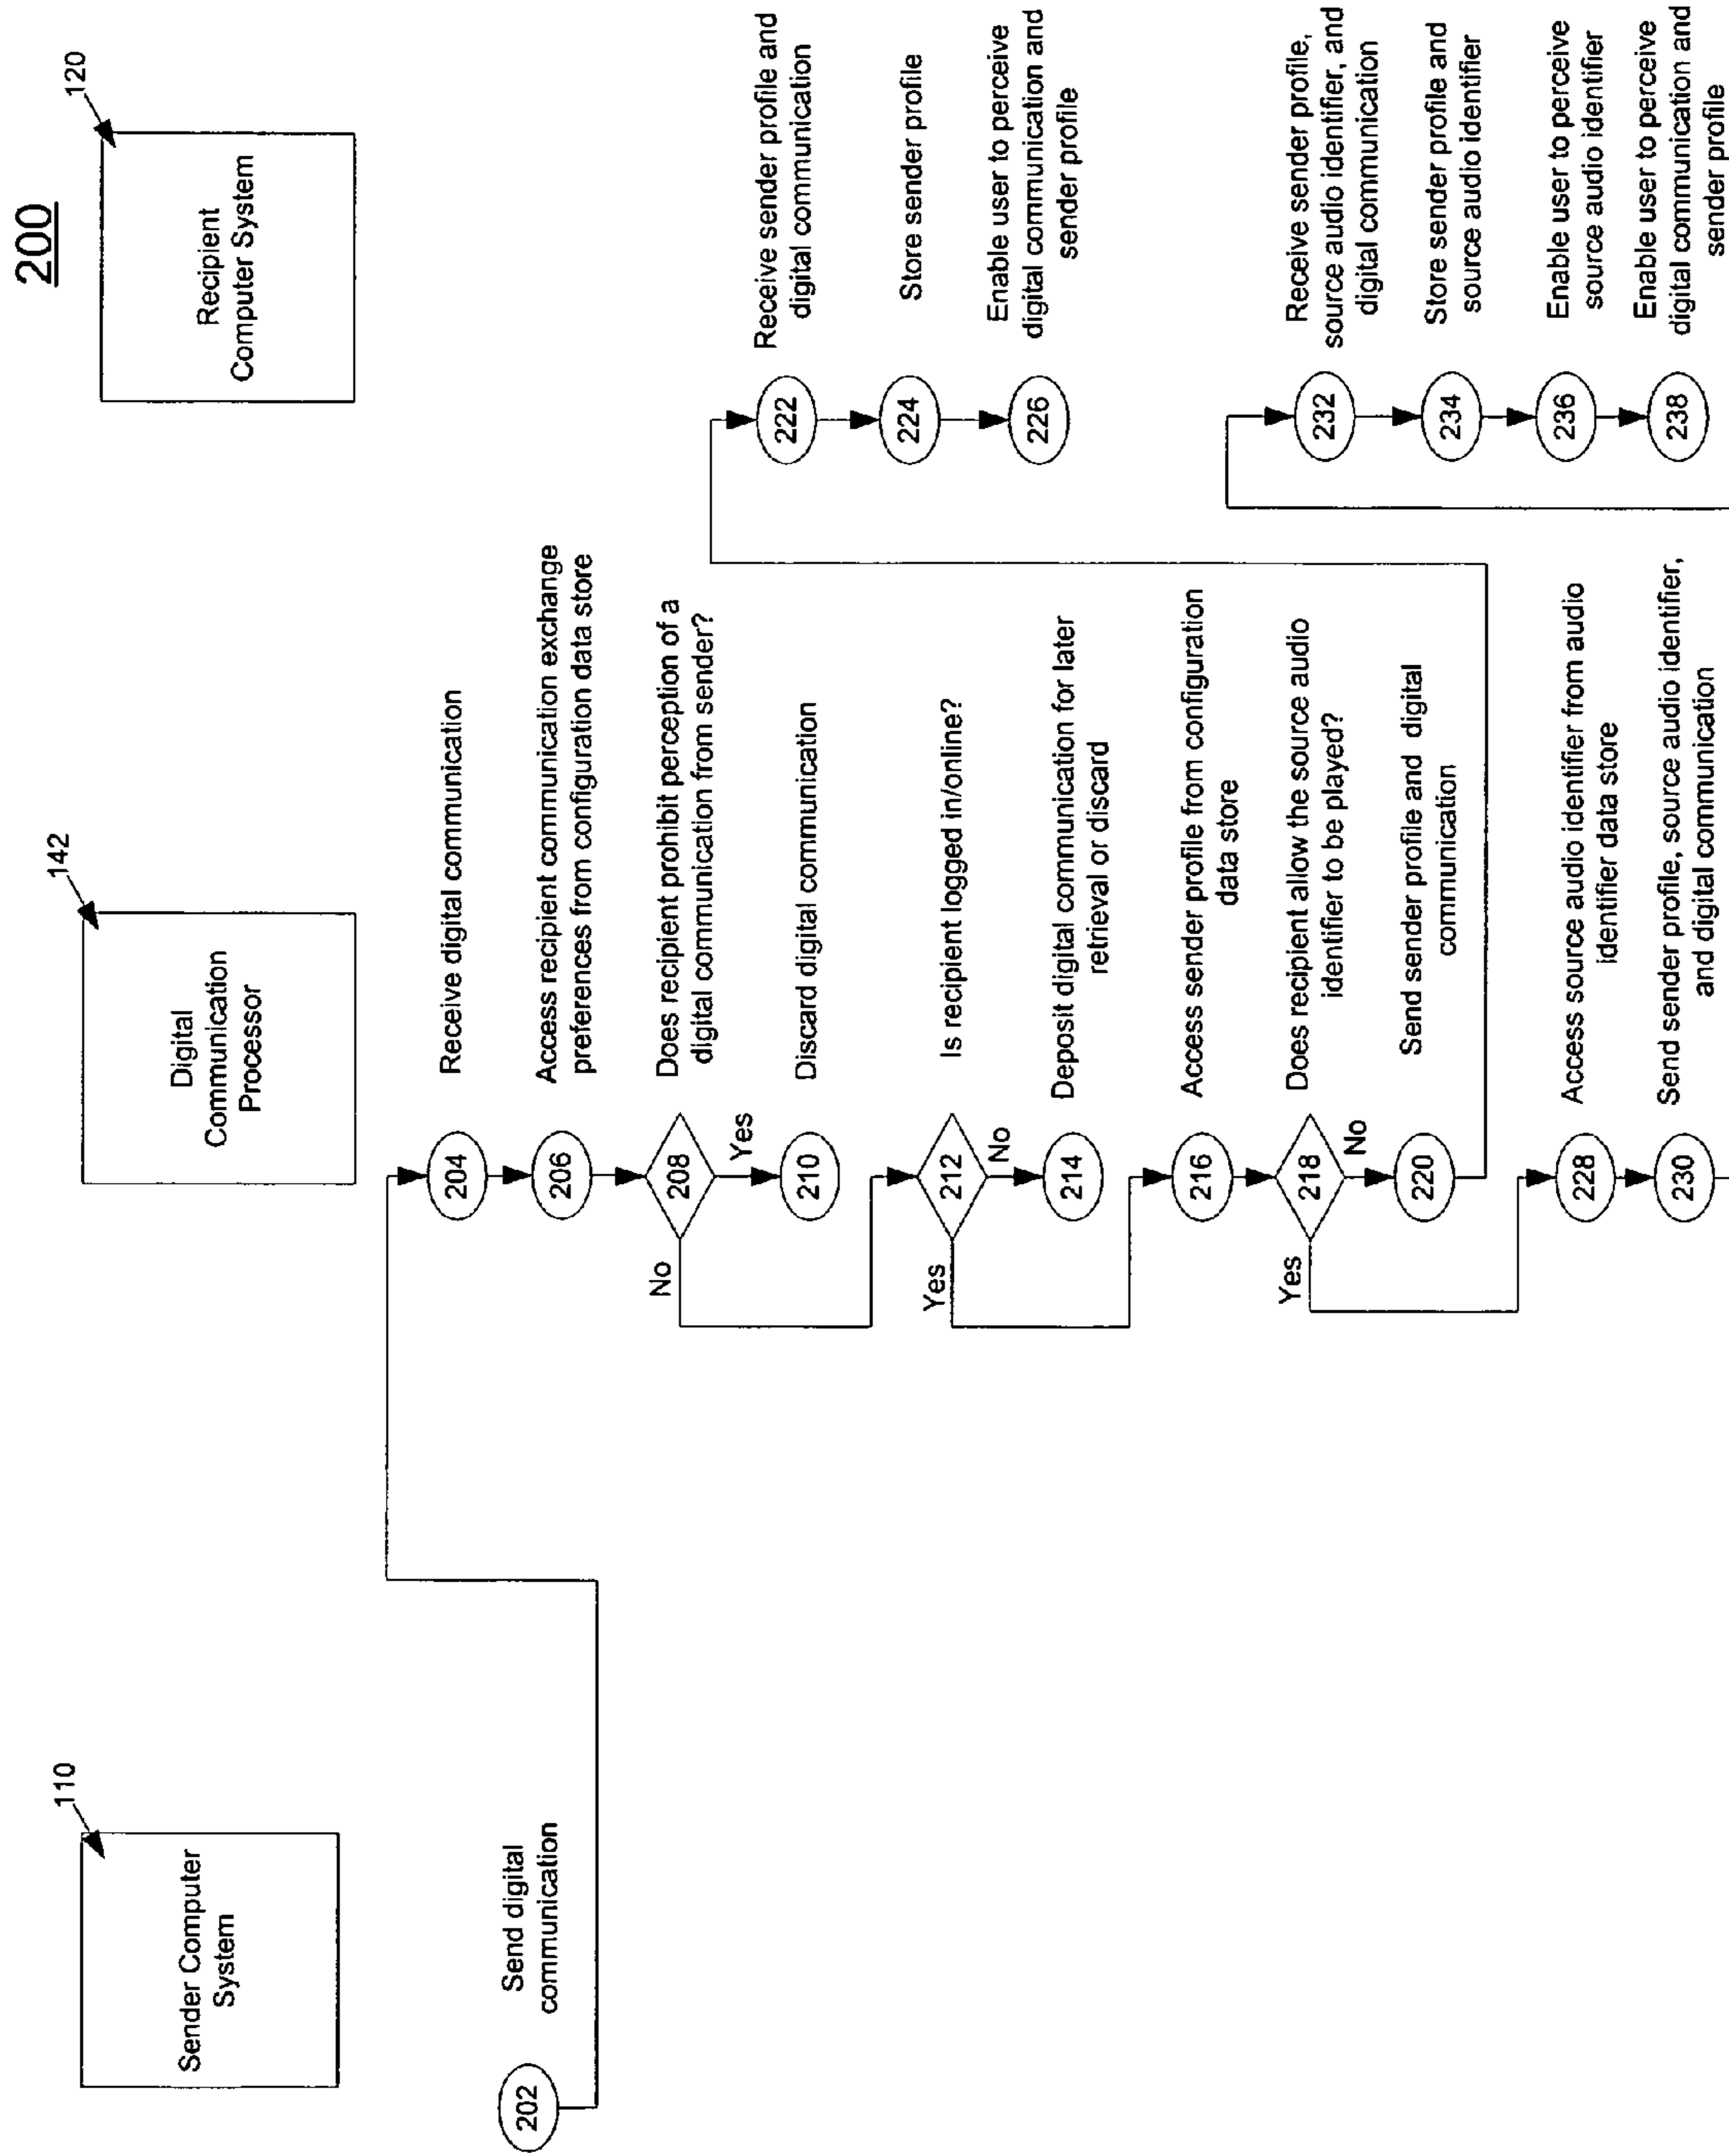 200
110
Sender Computer
System
142
Digital
Communication
Processor
120
Recipient
Computer System
202
Send digital
communication
204
Receive digital communication
206
Access recipient communication exchange
preferences from configuration data store
208
Does recipient prohibit perception of a
digital communication from sender?
No
Yes
210
Discard digital communication
212
Is recipient logged in/online?
Yes
No
214
Deposit digital communication for later
retrieval or discard
216
Access sender profile from configuration
data store
218
Does recipient allow the source audio
identifier to be played?
Yes
No
220
Send sender profile and digital
communication
222
Receive sender profile and
digital communication
224
Store sender profile
226
Enable user to perceive
digital communication and
sender profile
228
Access source audio identifier from audio
identifier data store
230
Send sender profile, source audio identifier,
and digital communication
232
Receive sender profile,
source audio identifier, and
digital communication
234
Store sender profile and
source audio identifier
236
Enable user to perceive
source audio identifier
238
Enable user to perceive
digital communication and
sender profile